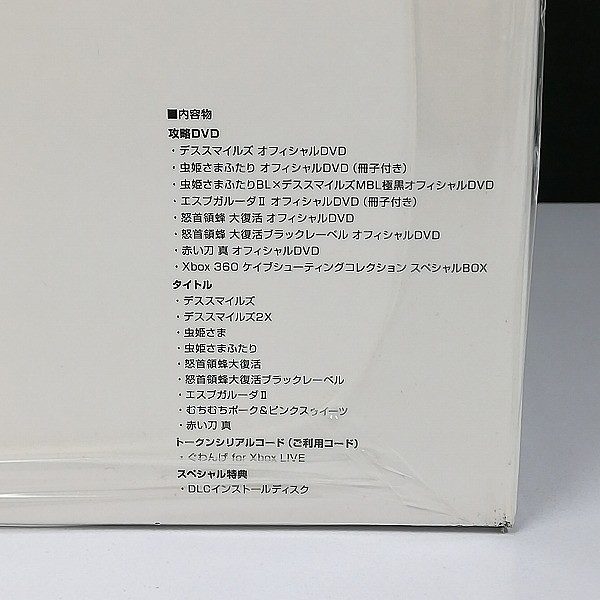 ■内容物
攻略DVD
・デススマイルズ オフィシャルDVD
・虫姫さまふたり オフィシャルDVD(冊子付き)
・虫姫さまふたりBL×デススマイルズMBL極黒オフィシャルDVD
・エスプガルーダⅡ オフィシャルDVD(冊子付き)
・怒首領蜂 大復活 オフィシャルDVD
・怒首領蜂 大復活ブラックレーベル オフィシャルDVD
・赤い刀 真 オフィシャルDVD
・Xbox 360 ケイブシューティングコレクション スペシャルBOX
タイトル
・デススマイルズ
・デススマイルズ2X
・虫姫さま
・虫姫さまふたり
・怒首領蜂大復活
・怒首領蜂大復活ブラックレーベル
・エスプガルーダⅡ
・むちむちポーク&ピンクスゥイーツ
・赤い刀 真
トークンシリアルコード(ご利用コード)
・ぐわんげ for Xbox LIVE
スペシャル特典
・DLCインストールディスク